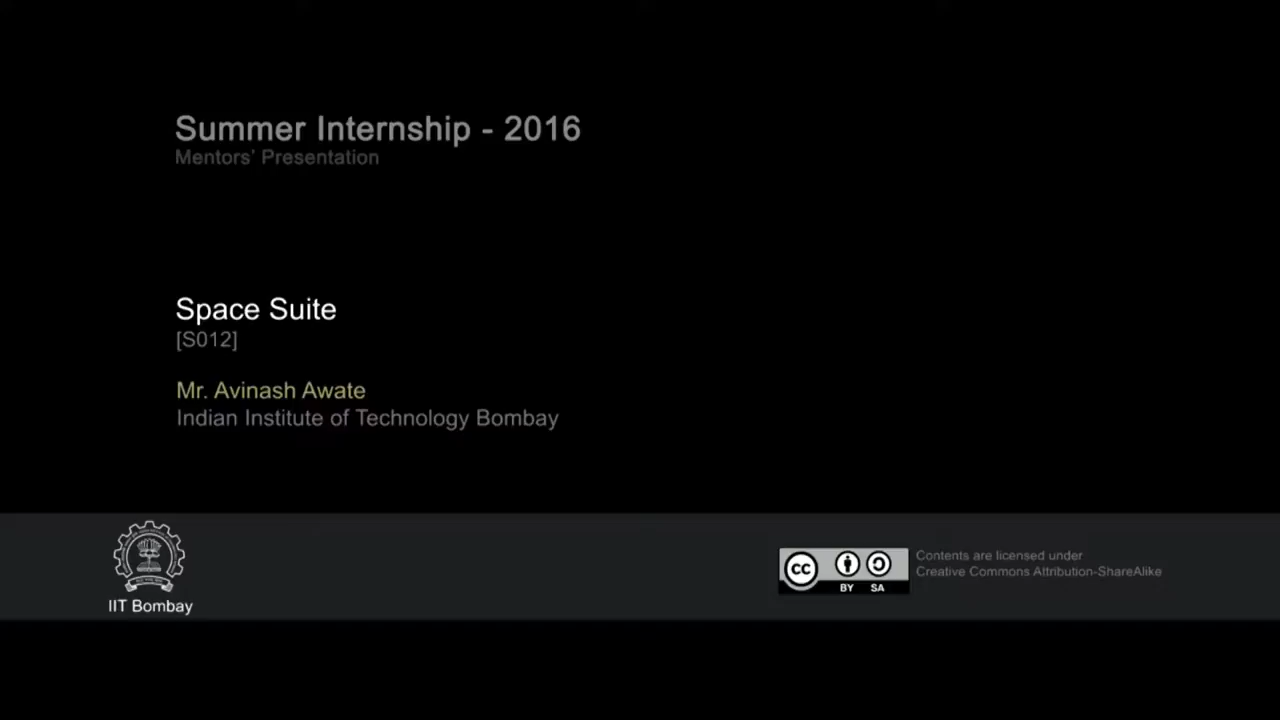 Summer Internship - 2016
Mentors' Presentation
Space Suite
[S012]
Mr. Avinash Awate
Indian Institute of Technology Bombay
IIT Bombay
cc
BY SA
Contents are licensed under
Creative Commons Attribution-ShareAlike